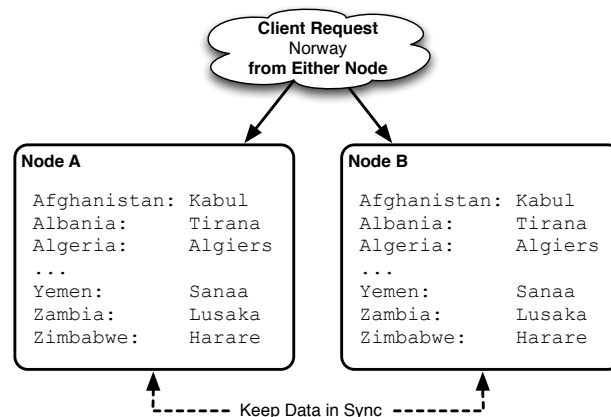 Client Request
Norway
from Either Node
Node A
Afghanistan: Kabul
Albania: Tirana
Algeria: Algiers
...
Yemen: Sanaa
Zambia: Lusaka
Zimbabwe: Harare
Node B
Afghanistan: Kabul
Albania: Tirana
Algeria: Algiers
...
Yemen: Sanaa
Zambia: Lusaka
Zimbabwe: Harare
Keep Data in Sync